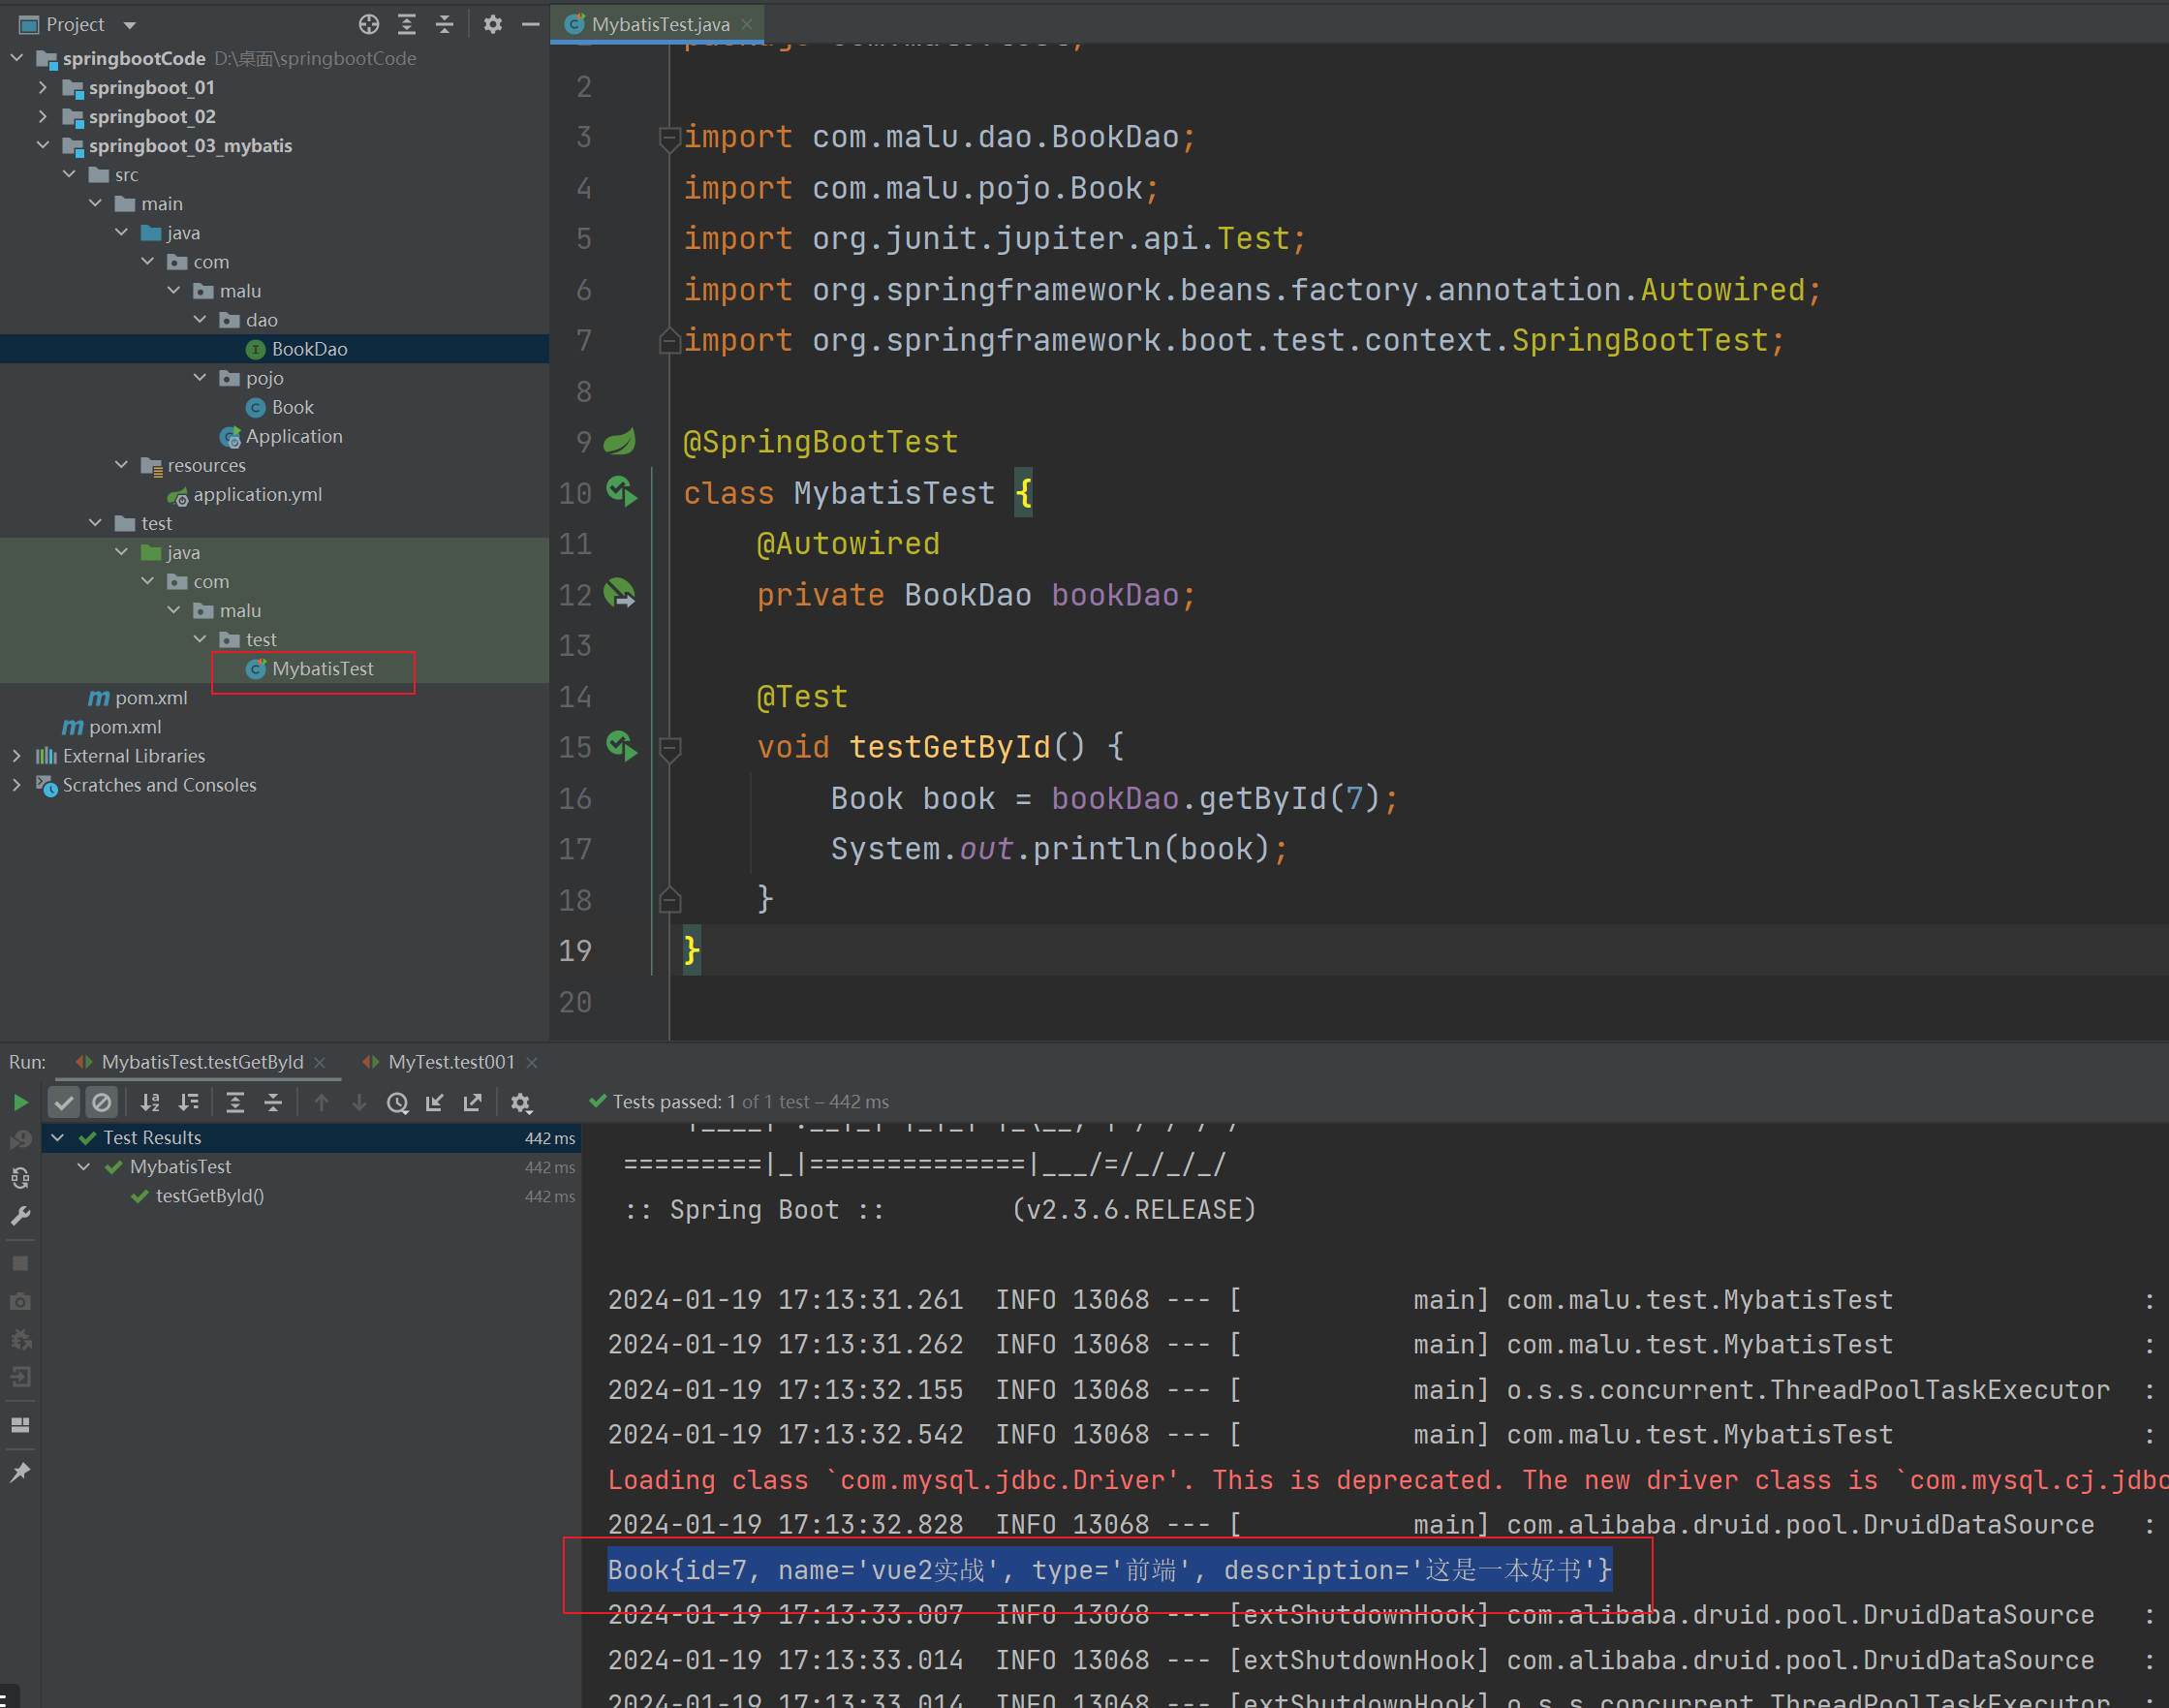 Project
springbootCode D:\桌面\springbootCode
springboot_01
springboot_02
springboot_03_mybatis
src
main
java
com
malu
dao
BookDao
pojo
Book
Application
resources
application.yml
test
java
com
malu
test
MybatisTest
pom.xml
pom.xml
External Libraries
Scratches and Consoles
MybatisTest.java
2
3 import com.malu.dao.BookDao;
4 import com.malu.pojo.Book;
5 import org.junit.jupiter.api.Test;
6 import org.springframework.beans.factory.annotation.Autowired;
7 import org.springframework.boot.test.context.SpringBootTest;
8
9 @SpringBootTest
10 class MybatisTest {
11 @Autowired
12 private BookDao bookDao;
13
14 @Test
15 void testGetById() {
16 Book book = bookDao.getById(7);
17 System.out.println(book);
18 }
19 }
20
Run: MybatisTest.testGetById MyTest.test001
Tests passed: 1 of 1 test – 442 ms
Test Results 442 ms
MybatisTest 442 ms
testGetById() 442 ms
=========|_|==============|___/=/_/_/_/
:: Spring Boot :: (v2.3.6.RELEASE)
2024-01-19 17:13:31.261 INFO 13068 --- [ main] com.malu.test.MybatisTest :
2024-01-19 17:13:31.262 INFO 13068 --- [ main] com.malu.test.MybatisTest :
2024-01-19 17:13:32.155 INFO 13068 --- [ main] o.s.s.concurrent.ThreadPoolTaskExecutor :
2024-01-19 17:13:32.542 INFO 13068 --- [ main] com.malu.test.MybatisTest :
Loading class `com.mysql.jdbc.Driver'. This is deprecated. The new driver class is `com.mysql.cj.jdbc
2024-01-19 17:13:32.828 INFO 13068 --- [ main] com.alibaba.druid.pool.DruidDataSource :
Book{id=7, name='vue2实战', type='前端', description='这是一本好书'}
2024-01-19 17:13:33.007 INFO 13068 --- [extShutdownHook] com.alibaba.druid.pool.DruidDataSource :
2024-01-19 17:13:33.014 INFO 13068 --- [extShutdownHook] com.alibaba.druid.pool.DruidDataSource :
2024-01-19 17:13:33.014 INFO 13068 --- [extShutdownHook] o.s.s.concurrent.ThreadPoolTaskExecutor :